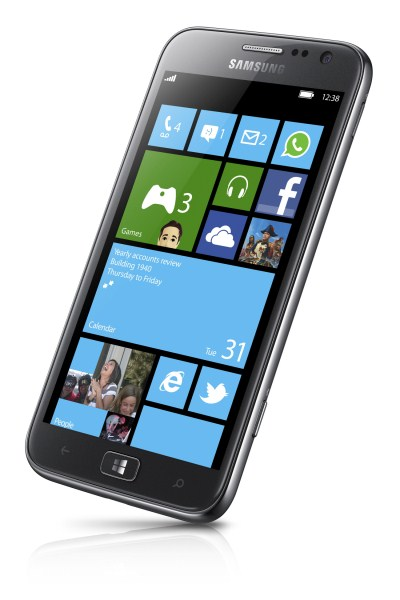 SAMSUNG
12:38
4
1
2
3
Games
Yearly accounts review
Building 1940
Thursday to Friday
Calendar
Tue 31
People